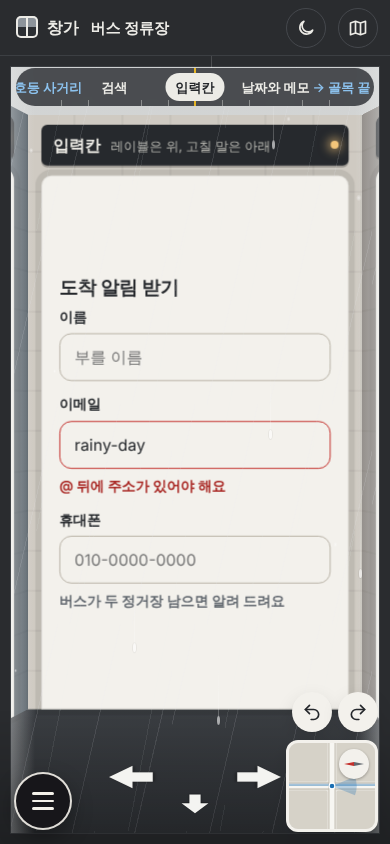 창가 버스 정류장
호등 사거리 검색 입력칸 날짜와 메모 → 골목 끝
입력칸 레이블은 위, 고칠 말은 아래
도착 알림 받기
이름
부를 이름
이메일
rainy-day
@ 뒤에 주소가 있어야 해요
휴대폰
010-0000-0000
버스가 두 정거장 남으면 알려 드려요